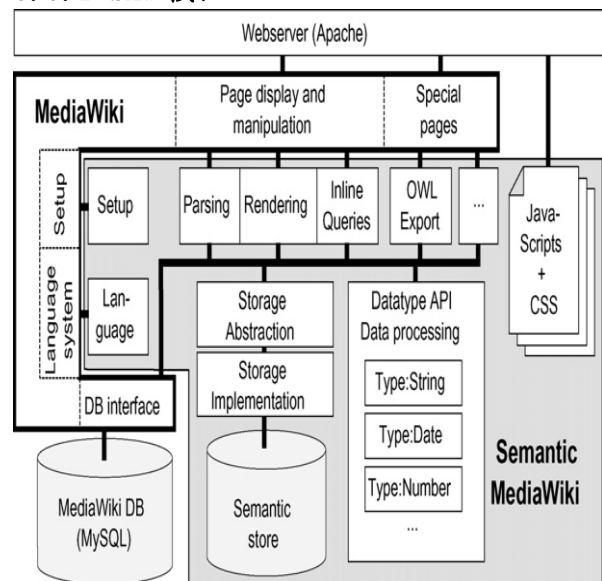 Webserver (Apache)
MediaWiki
Page display and
manipulation
Special
pages
Setup
Language
system
Setup
Parsing
Rendering
Inline
Queries
OWL
Export
...
Java-
Scripts
+
CSS
Lan-
guage
Storage
Abstraction
Storage
Implementation
Datatype API
Data processing
Type:String
Type:Date
Type:Number
...
DB interface
MediaWiki DB
(MySQL)
Semantic
store
Semantic
MediaWiki